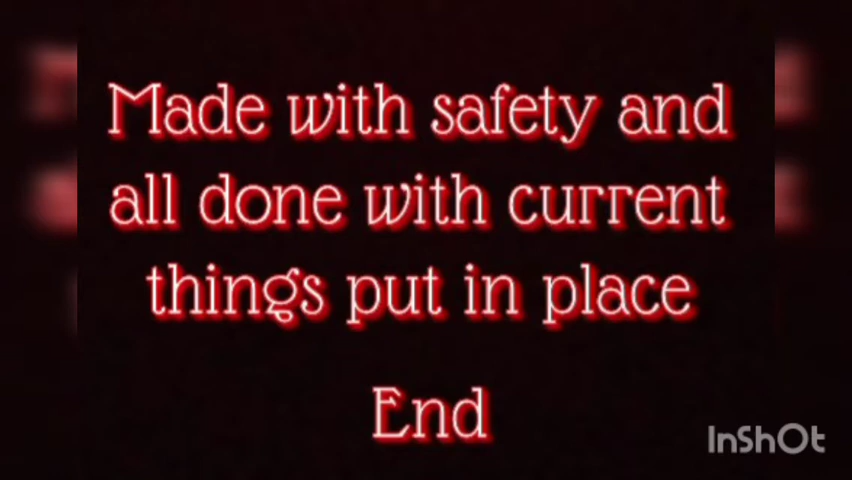 Made with safety and
all done with current
things put in place
End
InShOt